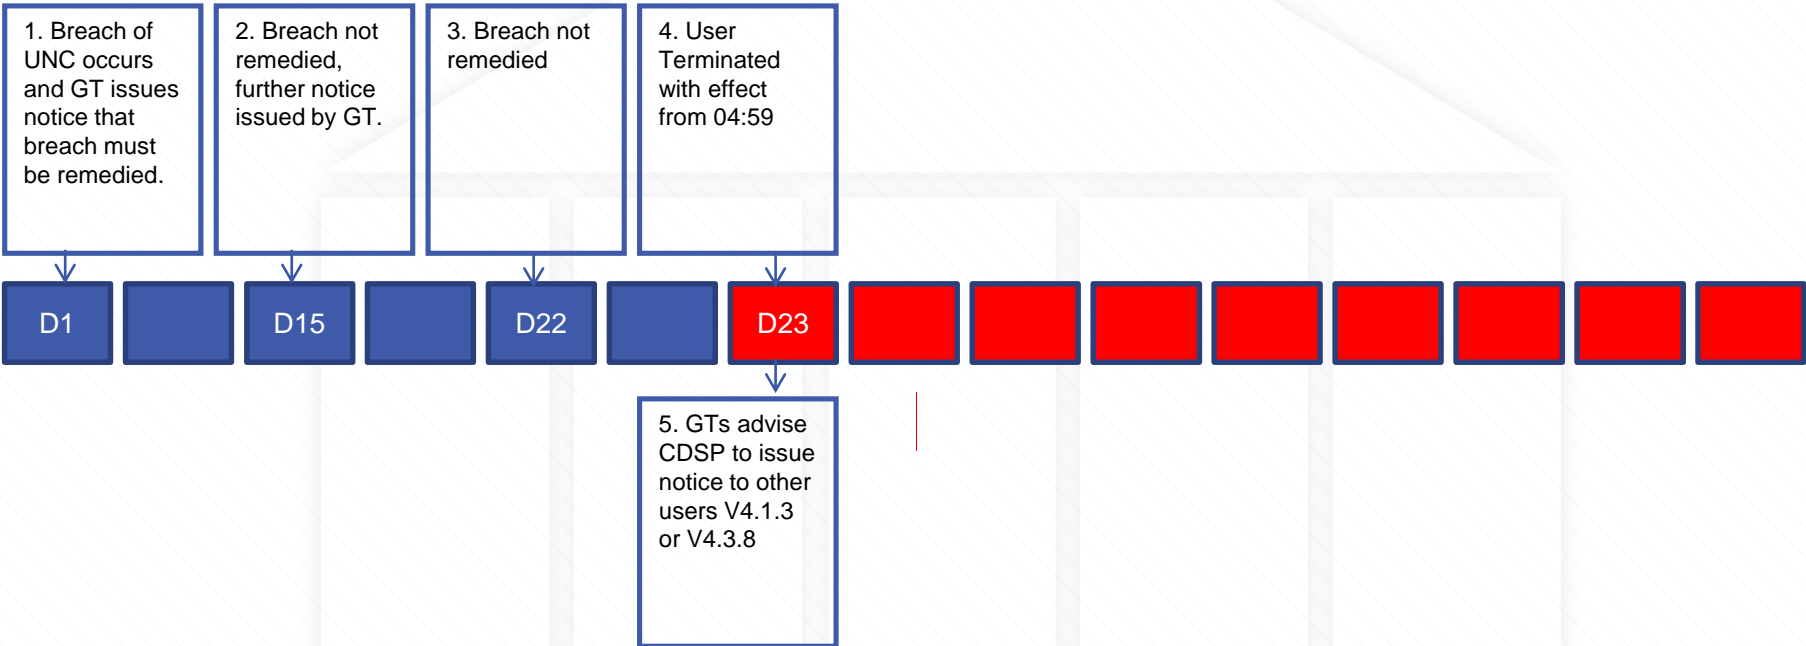 1. Breach of
UNC occurs
and GT issues
notice that
breach must
be remedied.
2. Breach not
remedied,
further notice
issued by GT.
3. Breach not
remedied
4. User
Terminated
with effect
from 04:59
D1
D15
D22
D23
5. GTs advise
CDSP to issue
notice to other
users V4.1.3
or V4.3.8